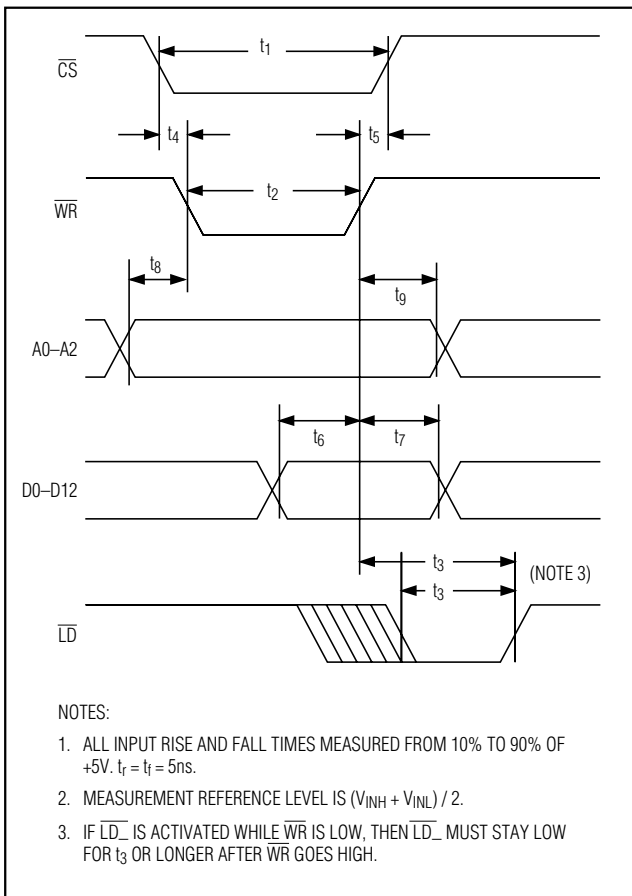 t1
CS
t4
t5
t2
WR
t8
t9
A0–A2
t6
t7
D0–D12
t3
(NOTE 3)
t3
LD
NOTES:
1. ALL INPUT RISE AND FALL TIMES MEASURED FROM 10% TO 90% OF
+5V. tr = tf = 5ns.
2. MEASUREMENT REFERENCE LEVEL IS (VINH + VINL) / 2.
3. IF LD_ IS ACTIVATED WHILE WR IS LOW, THEN LD_ MUST STAY LOW
FOR t3 OR LONGER AFTER WR GOES HIGH.